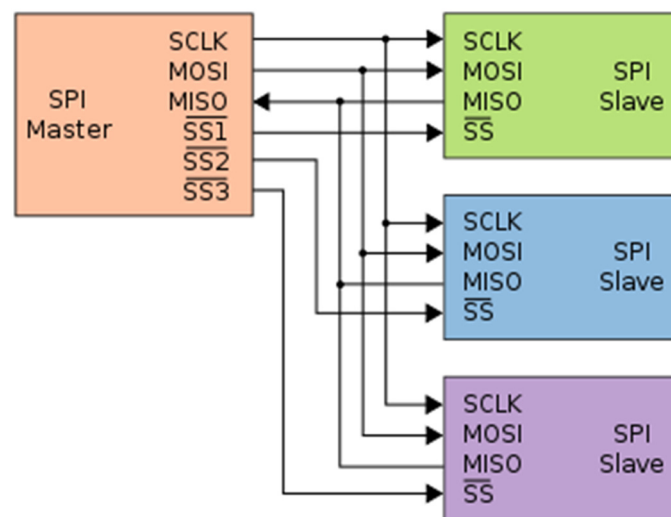 SPI
Master
SCLK
MOSI
MISO
SS1
SS2
SS3
SCLK
MOSI
MISO
SS
SPI
Slave
SCLK
MOSI
MISO
SS
SPI
Slave
SCLK
MOSI
MISO
SS
SPI
Slave